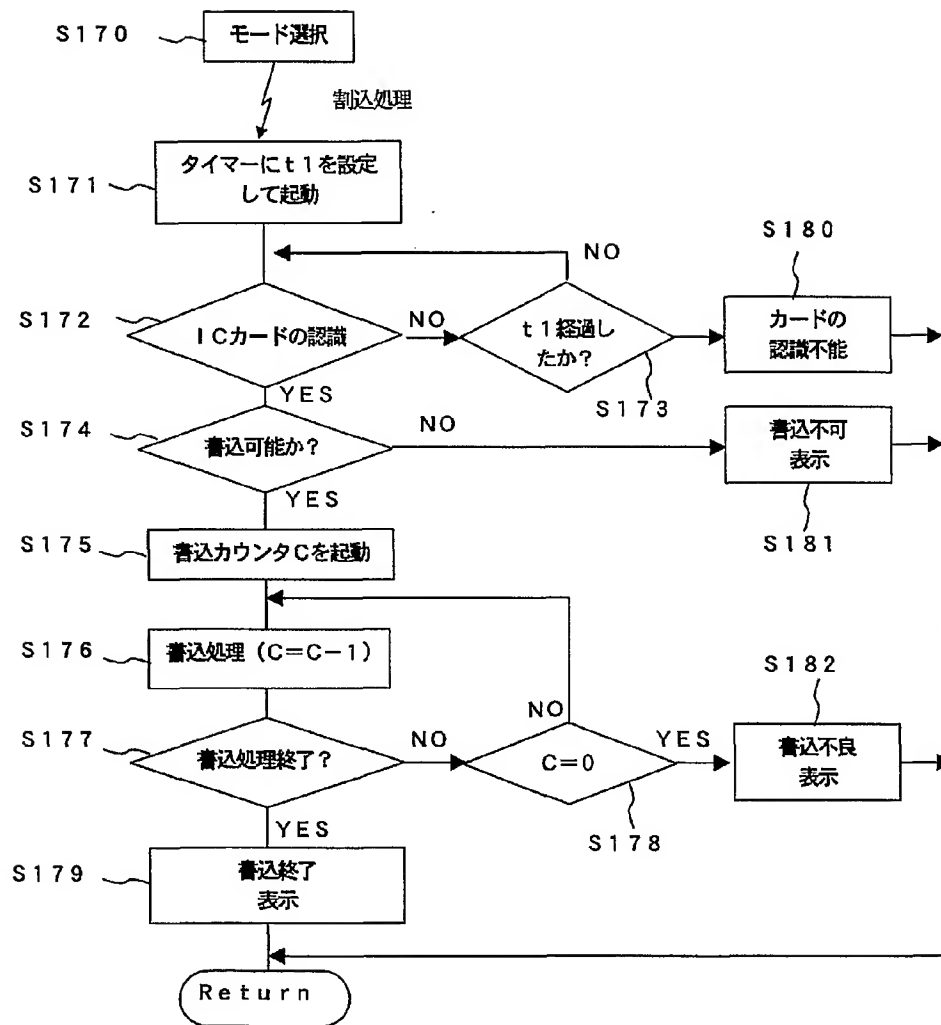 S170
モード選択
割込処理
タイマーにt1を設定
して起動
S171
S180
NO
S172
ICカードの認識
NO
t1経過し
たか?
カードの
認識不能
S173
YES
S174
書込可能か?
NO
書込不可
表示
YES
S181
S175
書込カウンタCを起動
S176
書込処理(C=C-1)
S182
NO
S177
書込処理終了?
NO
C=0
YES
書込不良
表示
YES
S178
S179
書込終了
表示
Return